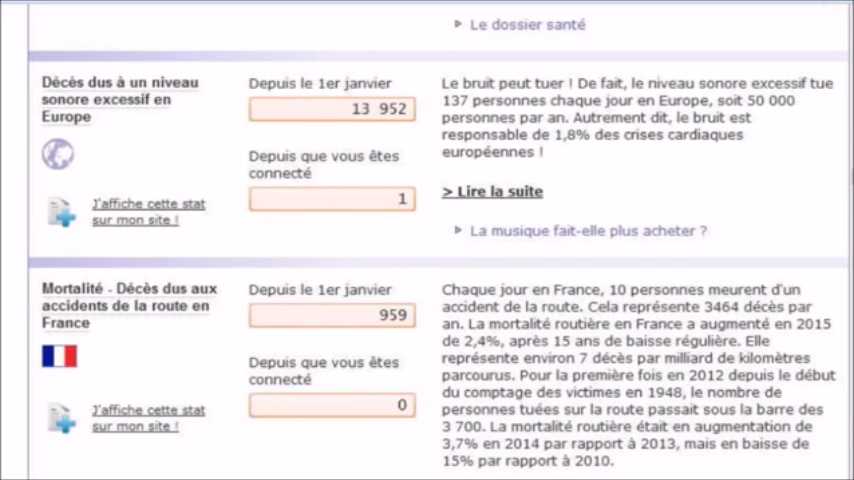 Le dossier santé
Décès dus à un niveau
sonore excessif en
Europe
Depuis le 1er janvier
13 952
Depuis que vous êtes
connecté
1
J'affiche cette stat
sur mon site !
Le bruit peut tuer ! De fait, le niveau sonore excessif tue
137 personnes chaque jour en Europe, soit 50 000
personnes par an. Autrement dit, le bruit est
responsable de 1,8% des crises cardiaques
européennes !
> Lire la suite
La musique fait-elle plus acheter ?
Mortalité - Décès dus aux
accidents de la route en
France
Depuis le 1er janvier
959
Depuis que vous êtes
connecté
0
J'affiche cette stat
sur mon site !
Chaque jour en France, 10 personnes meurent d'un
accident de la route. Cela représente 3464 décès par
an. La mortalité routière en France a augmenté en 2015
de 2,4%, après 15 ans de baisse régulière. Elle
représente environ 7 décès par milliard de kilomètres
parcourus. Pour la première fois en 2012 depuis le début
du comptage des victimes en 1948, le nombre de
personnes tuées sur la route passait sous la barre des
3 700. La mortalité routière était en augmentation de
3,7% en 2014 par rapport à 2013, mais en baisse de
15% par rapport à 2010.